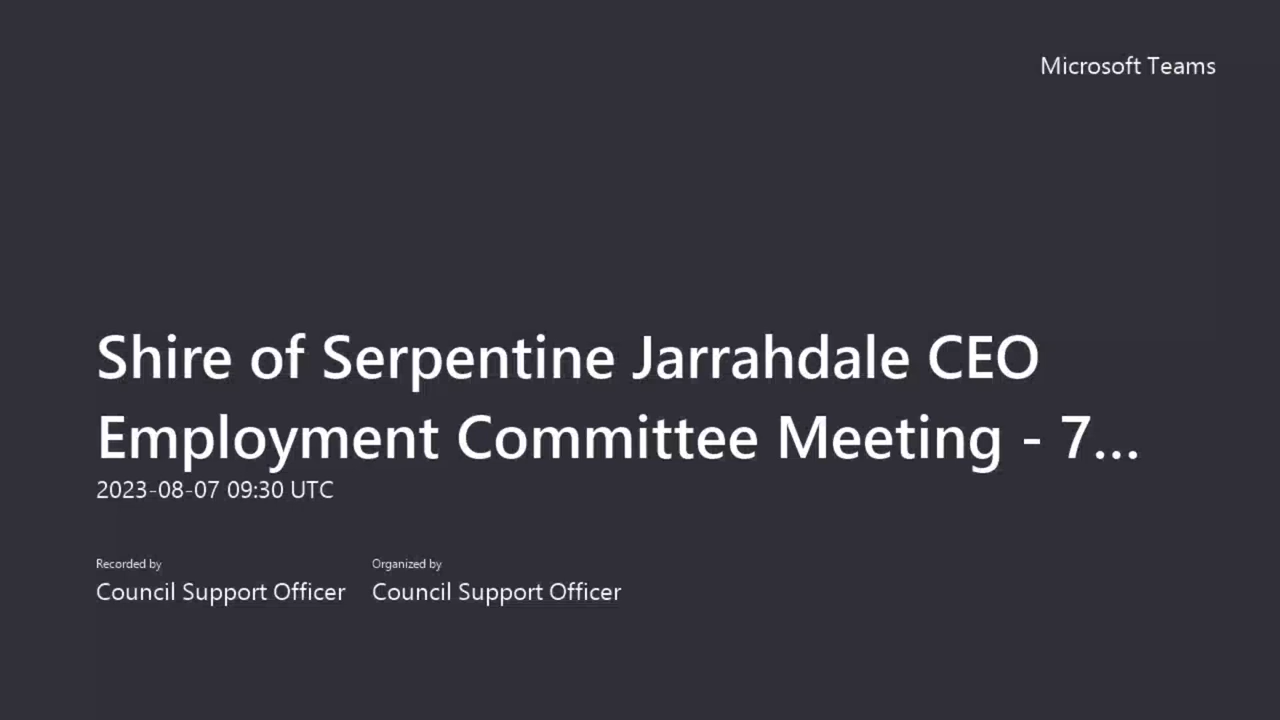 Microsoft Teams
Shire of Serpentine Jarrahdale CEO
Employment Committee Meeting - 7...
2023-08-07 09:30 UTC
Recorded by
Council Support Officer
Organized by
Council Support Officer